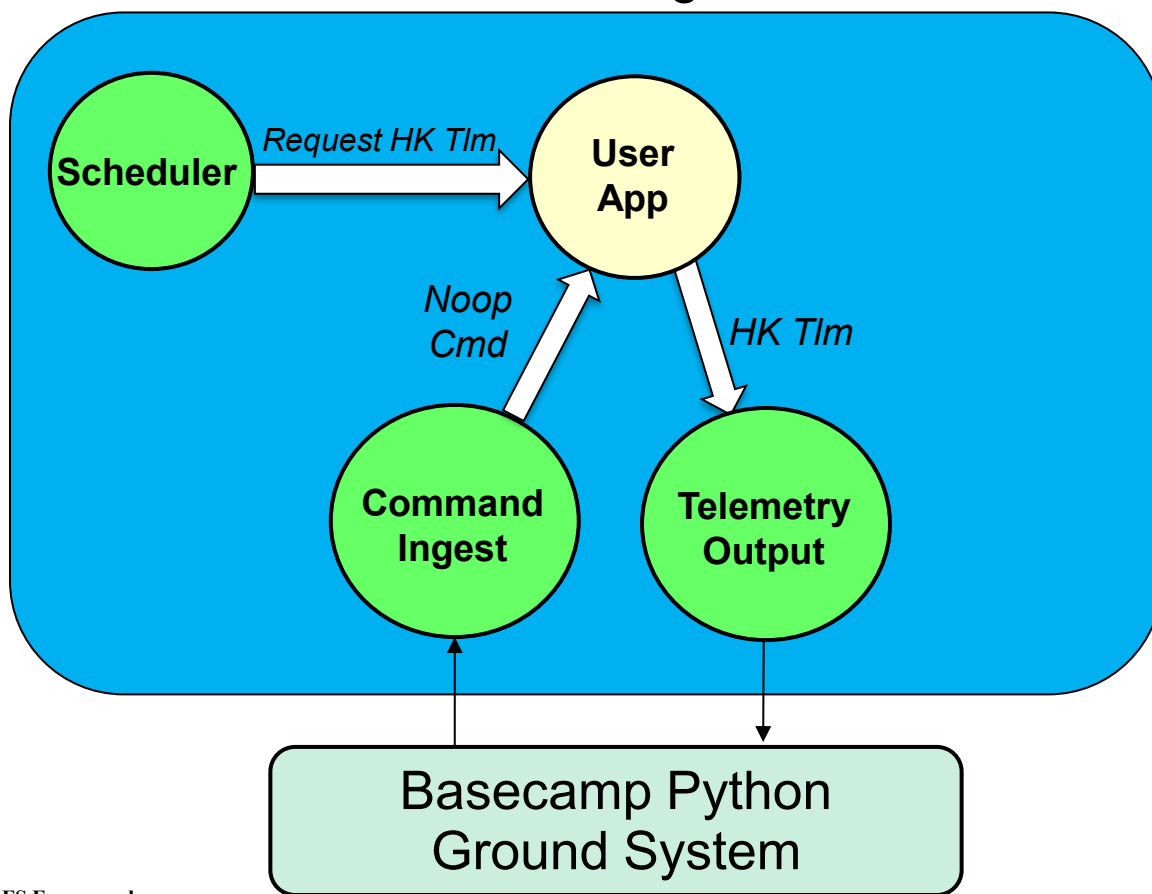 Request HK Tlm
Scheduler
User
App
Noop
Cmd
HK Tlm
Command
Ingest
Telemetry
Output
Basecamp Python
Ground System